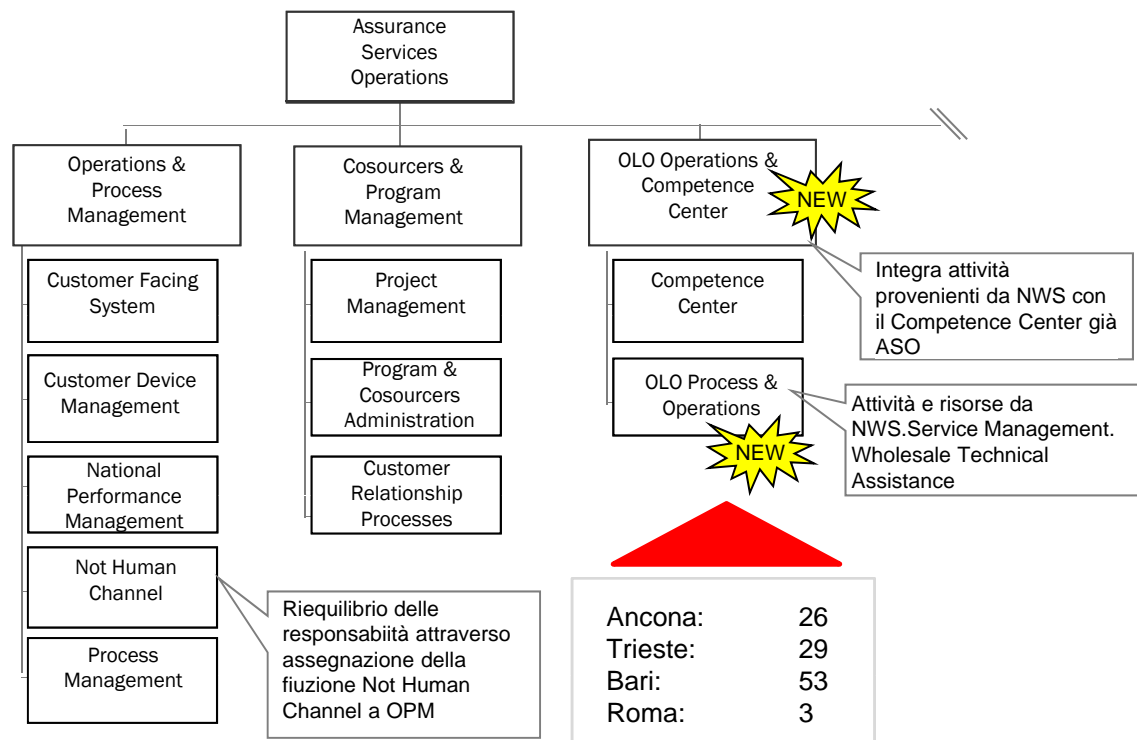 Assurance
Services
Operations
Operations &
Process
Management
Cosourcers &
Program
Management
OLO Operations &
Competence
Center
NEW
Customer Facing
System
Customer Device
Management
National
Performance
Management
Not Human
Channel
Process
Management
Project
Management
Program &
Cosourcers
Administration
Customer
Relationship
Processes
Competence
Center
OLO Process &
Operations
NEW
Integra attività
provenienti da NWS con
il Competence Center già
ASO
Attività e risorse da
NWS.Service Management.
Wholesale Technical
Assistance
Riequilibrio delle
responsabiità attraverso
assegnazione della
fiuzione Not Human
Channel a OPM
Ancona: 26
Trieste: 29
Bari: 53
Roma: 3